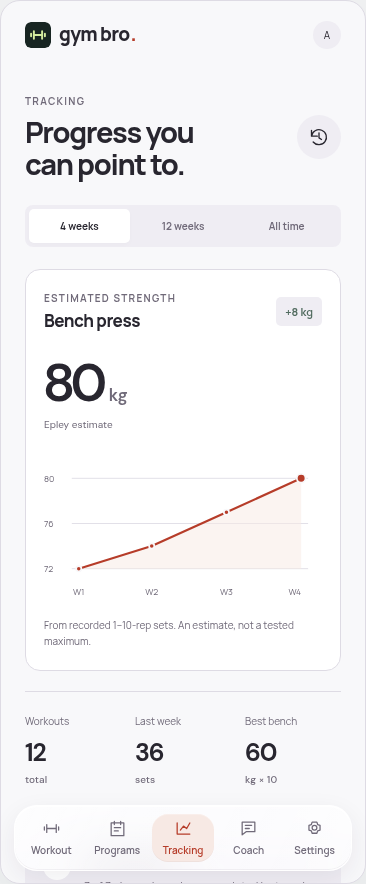 gym bro.
A
TRACKING
Progress you
can point to.
4 weeks
12 weeks
All time
ESTIMATED STRENGTH
Bench press
+8 kg
80 kg
Epley estimate
80
76
72
W1
W2
W3
W4
From recorded 1–10-rep sets. An estimate, not a tested
maximum.
Workouts
Last week
Best bench
12
36
60
total
sets
kg × 10
Workout
Programs
Tracking
Coach
Settings